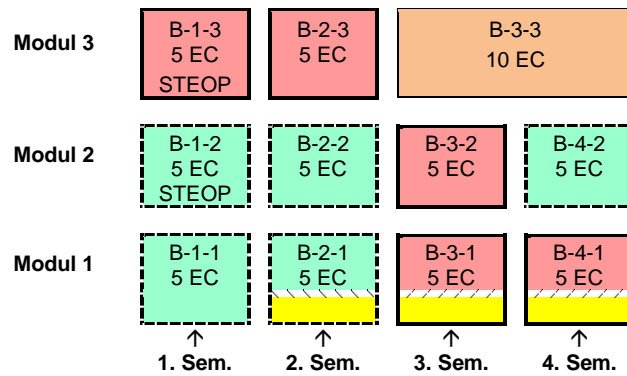 Modul 3
B-1-3
5 EC
STEOP
B-2-3
5 EC
B-3-3
10 EC
Modul 2
B-1-2
5 EC
STEOP
B-2-2
5 EC
B-3-2
5 EC
B-4-2
5 EC
Modul 1
B-1-1
5 EC
B-2-1
5 EC
B-3-1
5 EC
B-4-1
5 EC
↑ ↑ ↑ ↑
1. Sem. 2. Sem. 3. Sem. 4. Sem.